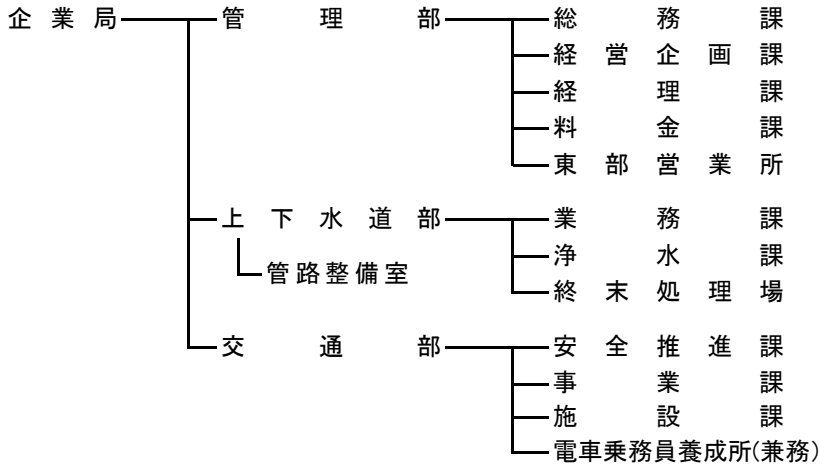 企業局 管理部 総務課
経営企画課
経理課
料金課
東部営業所
上下水道部 業務課
浄水課
管路整備室
終末処理場
交通部 安全推進課
事業課
施設課
電車乗務員養成所(兼務)